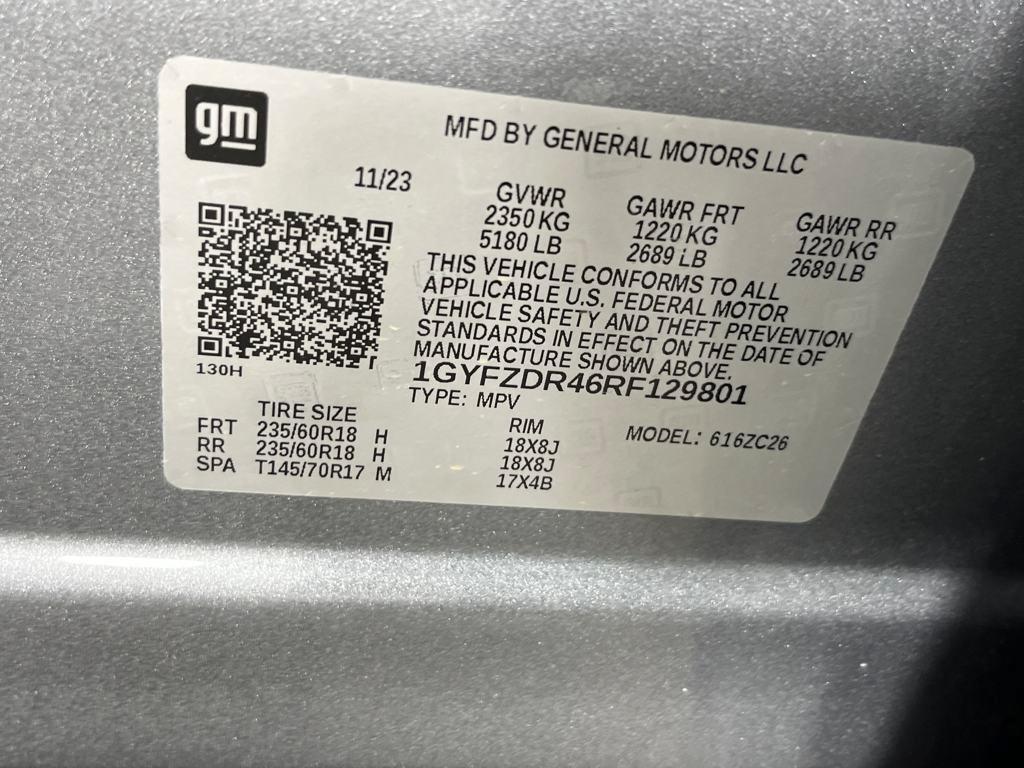 gm
MFD BY GENERAL MOTORS LLC
11/23
GVWR GAWR FRT GAWR RR
2350 KG 1220 KG 1220 KG
5180 LB 2689 LB 2689 LB
THIS VEHICLE CONFORMS TO ALL
APPLICABLE U.S. FEDERAL MOTOR
VEHICLE SAFETY AND THEFT PREVENTION
STANDARDS IN EFFECT ON THE DATE OF
MANUFACTURE SHOWN ABOVE.
130H
1GYFZDR46RF129801
TYPE: MPV
TIRE SIZE RIM MODEL: 616ZC26
FRT 235/60R18 H 18X8J
RR 235/60R18 H 18X8J
SPA T145/70R17 M 17X4B